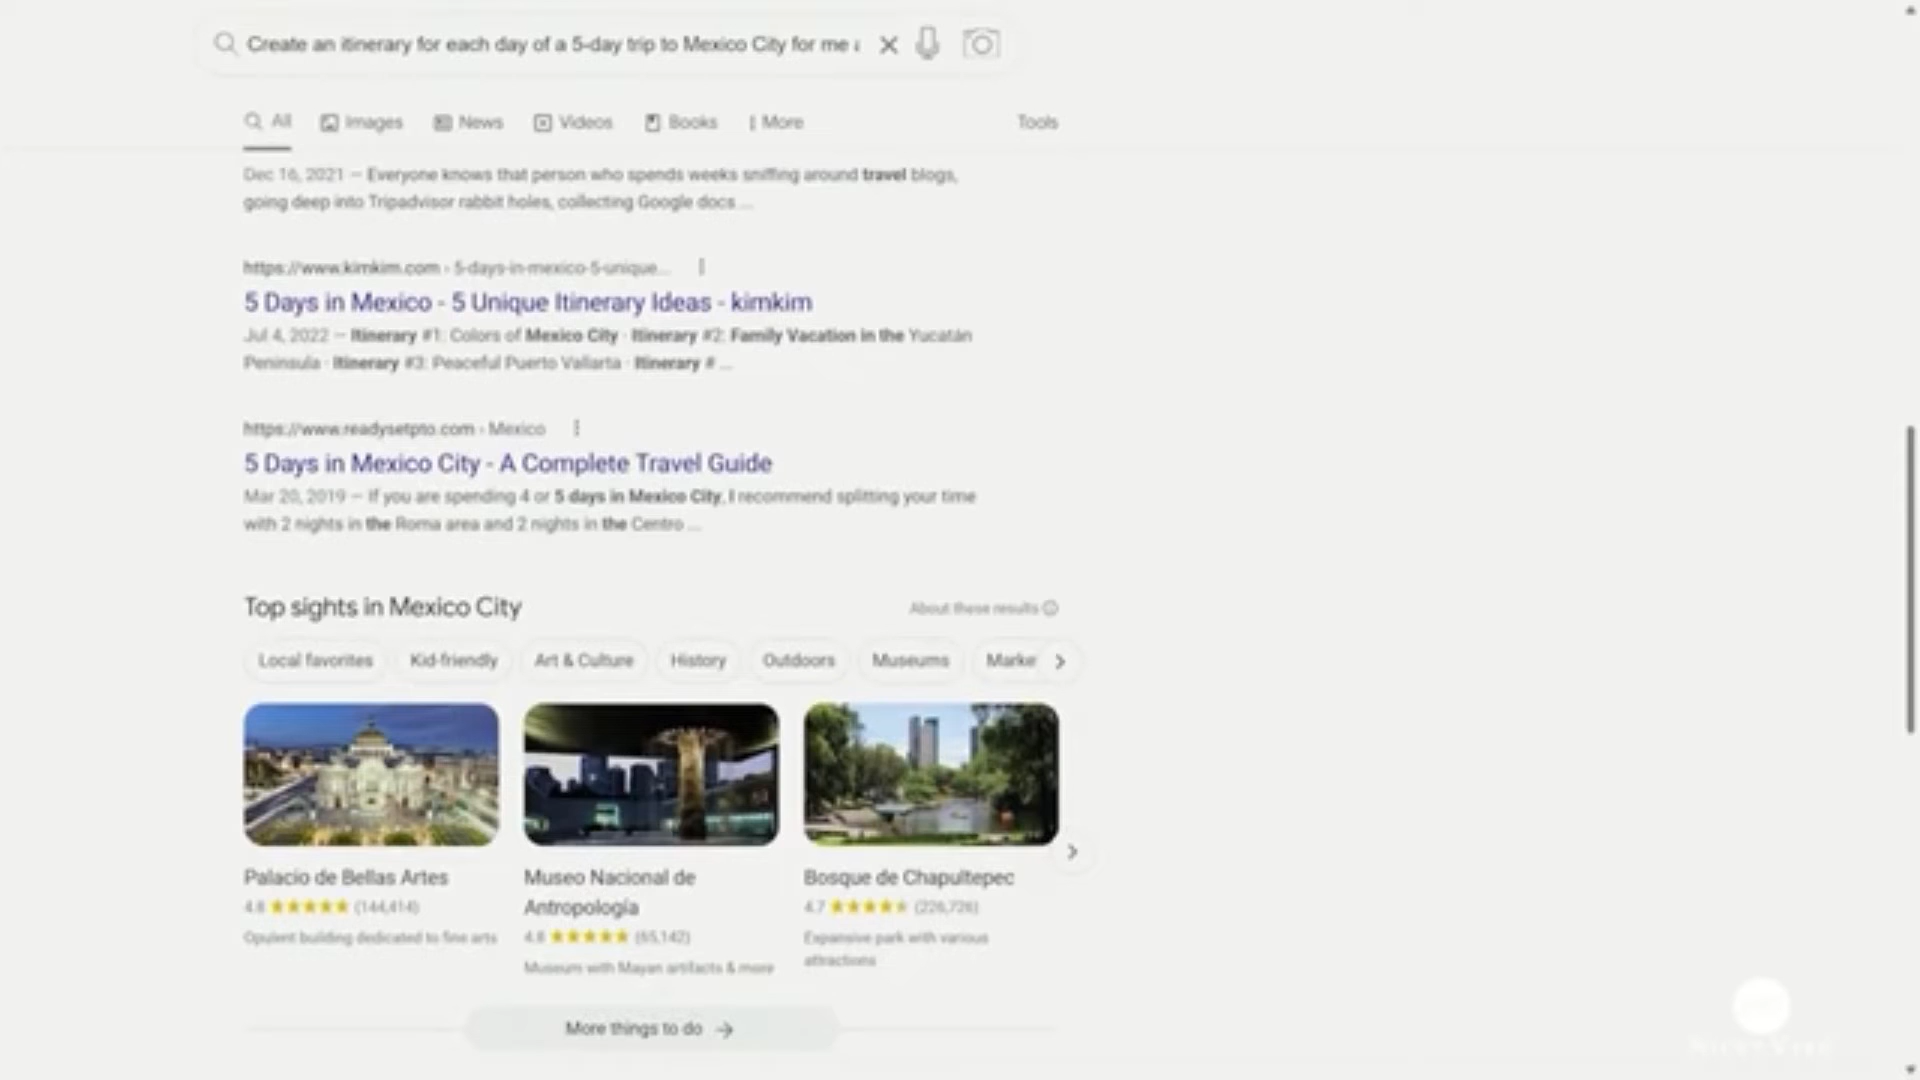 Create an itinerary for each day of a 5-day trip to Mexico City for me
All Images News Videos Books More Tools
Dec 16, 2021 — Everyone knows that person who spends weeks sniffing around travel blogs,
going deep into Tripadvisor rabbit holes, collecting Google docs ...
https://www.kimkim.com › 5-days-in-mexico-5-unique...
5 Days in Mexico - 5 Unique Itinerary Ideas - kimkim
Jul 4, 2022 — Itinerary #1: Colors of Mexico City · Itinerary #2: Family Vacation in the Yucatán
Peninsula · Itinerary #3: Peaceful Puerto Vallarta · Itinerary # ...
https://www.readysetpto.com › Mexico
5 Days in Mexico City - A Complete Travel Guide
Mar 20, 2019 — If you are spending 4 or 5 days in Mexico City, I recommend splitting your time
with 2 nights in the Roma area and 2 nights in the Centro ...
Top sights in Mexico City
About these results
Local favorites Kid-friendly Art & Culture History Outdoors Museums Marke
Palacio de Bellas Artes
4.8 (144,414)
Opulent building dedicated to fine arts
Museo Nacional de
Antropología
4.8 (65,142)
Museum with Mayan artifacts & more
Bosque de Chapultepec
4.7 (226,726)
Expansive park with various
attractions
More things to do →